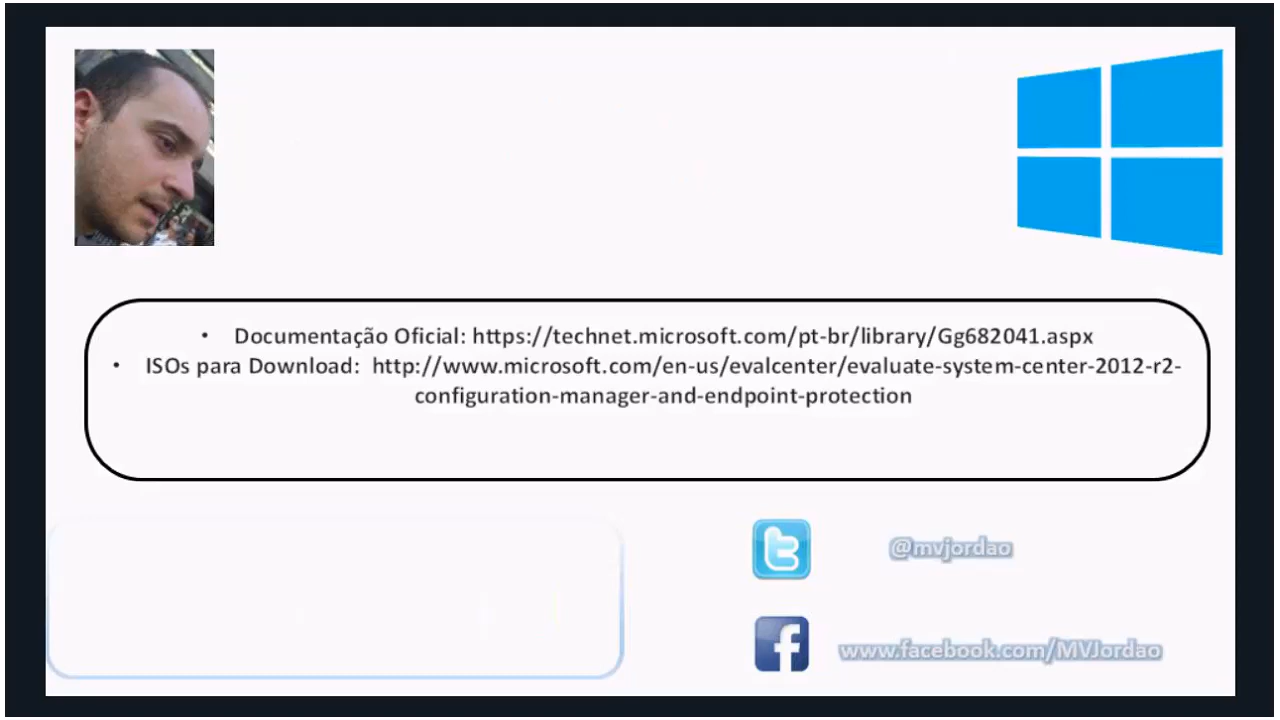 • Documentação Oficial: https://technet.microsoft.com/pt-br/library/Gg682041.aspx
• ISOs para Download: http://www.microsoft.com/en-us/evalcenter/evaluate-system-center-2012-r2-
configuration-manager-and-endpoint-protection
@mvjordao
www.facebook.com/MVJordao